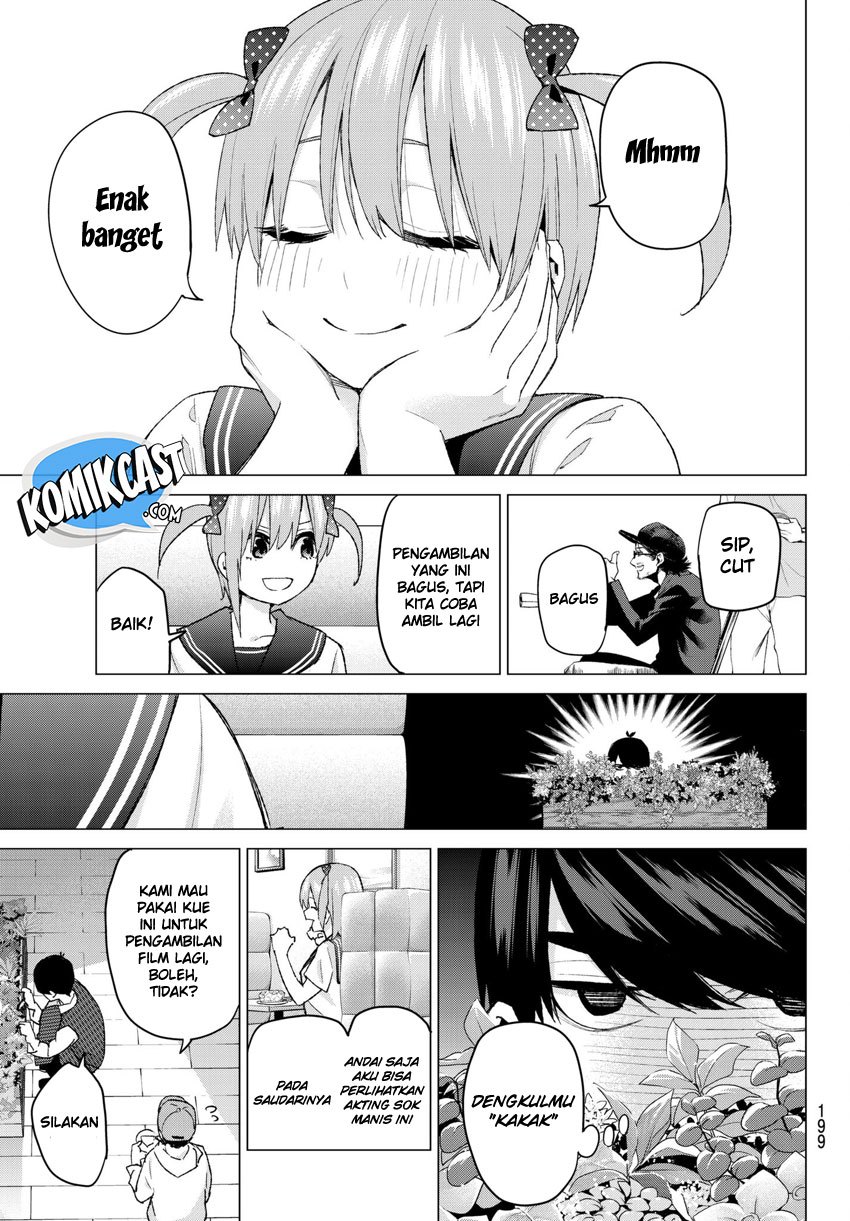 Mhmm
Enak
banget
KOMIKCAST
.COM
SIP,
CUT
BAGUS
PENGAMBILAN
YANG INI
BAGUS, TAPI
KITA COBA
AMBIL LAGI
BAIK!
DENGKULMU
"KAKAK"
ANDAI SAJA
AKU BISA
PERLIHATKAN
AKTING SOK
MANIS INI
PADA
SAUDARINYA
KAMI MAU
PAKAI KUE
INI UNTUK
PENGAMBILAN
FILM LAGI,
BOLEH,
TIDAK?
SILAKAN
?
199